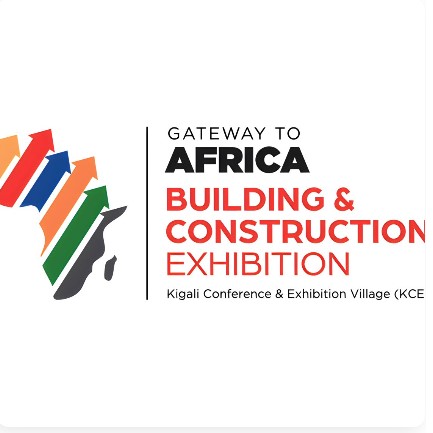 GATEWAY TO
AFRICA
BUILDING &
CONSTRUCTION
EXHIBITION
Kigali Conference & Exhibition Village (KCE